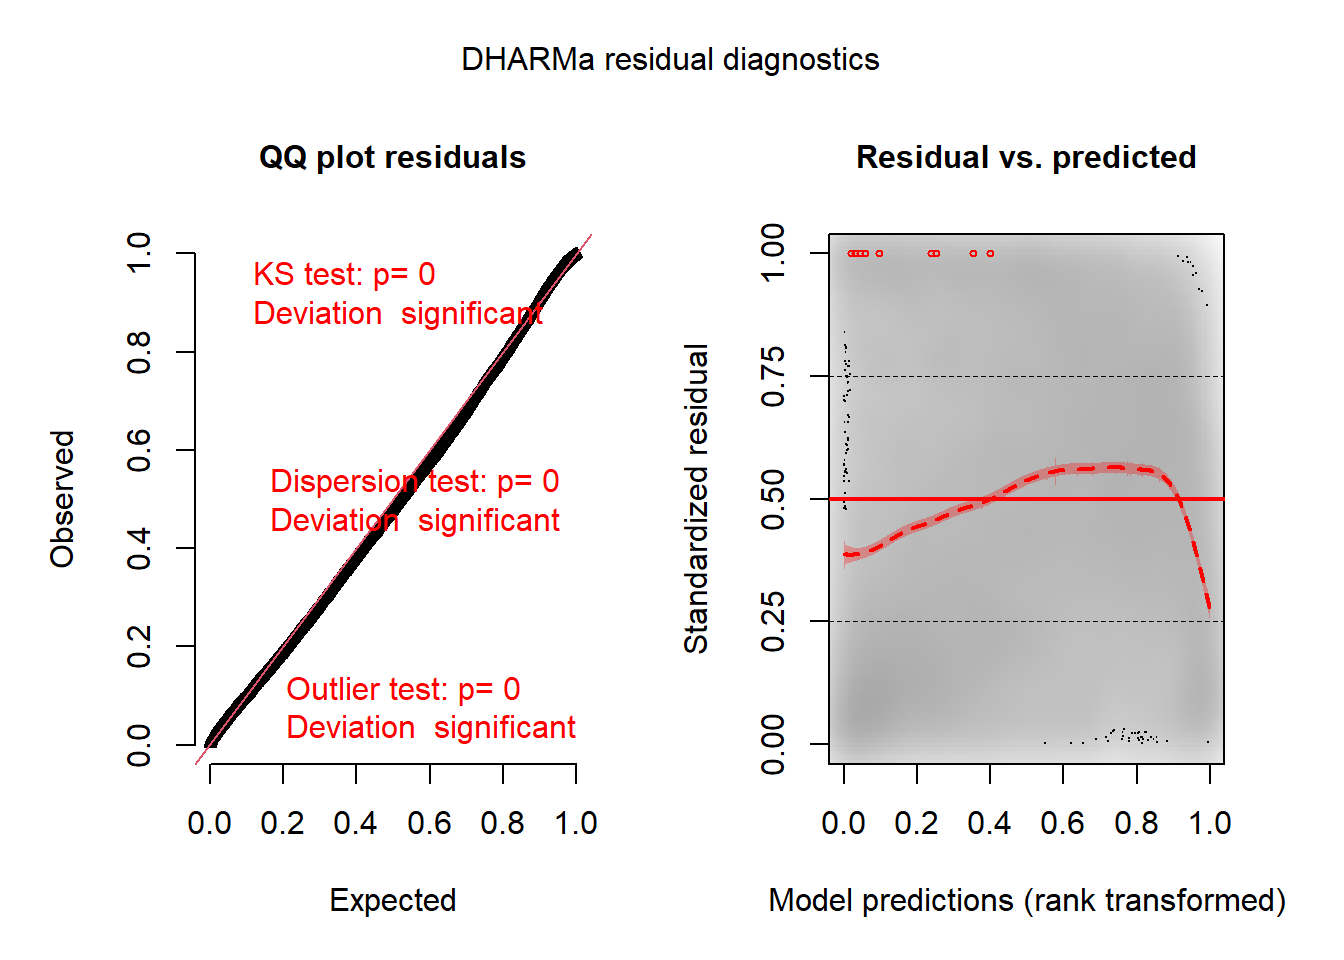 DHARMa residual diagnostics
QQ plot residuals
KS test: p= 0
Deviation  significant
Dispersion test: p= 0
Deviation  significant
Outlier test: p= 0
Deviation  significant
Observed
0.0 0.2 0.4 0.6 0.8 1.0
0.0 0.2 0.4 0.6 0.8 1.0
Expected
Residual vs. predicted
Standardized residual
0.00 0.25 0.50 0.75 1.00
0.0 0.2 0.4 0.6 0.8 1.0
Model predictions (rank transformed)